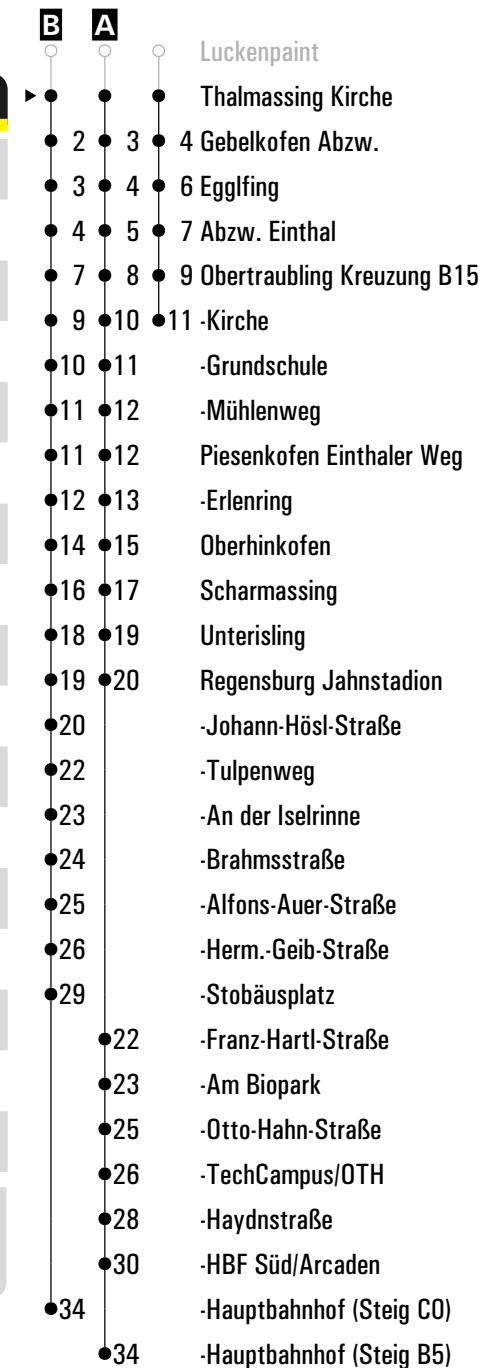 B A
Luckenpaint
Thalmassing Kirche
2 3 4 Gebelkofen Abzw.
3 4 6 Egglfing
4 5 7 Abzw. Einthal
7 8 9 Obertraubling Kreuzung B15
9 10 11 -Kirche
10 11 -Grundschule
11 12 -Mühlenweg
11 12 Piesenkofen Einthaler Weg
12 13 -Erlenring
14 15 Oberhinkofen
16 17 Scharmassing
18 19 Unterisling
19 20 Regensburg Jahnstadion
20 -Johann-Hösl-Straße
22 -Tulpenweg
23 -An der Iselrinne
24 -Brahmsstraße
25 -Alfons-Auer-Straße
26 -Herm.-Geib-Straße
29 -Stobäusplatz
22 -Franz-Hartl-Straße
23 -Am Biopark
25 -Otto-Hahn-Straße
26 -TechCampus/OTH
28 -Haydnstraße
30 -HBF Süd/Arcaden
34 -Hauptbahnhof (Steig C0)
34 -Hauptbahnhof (Steig B5)